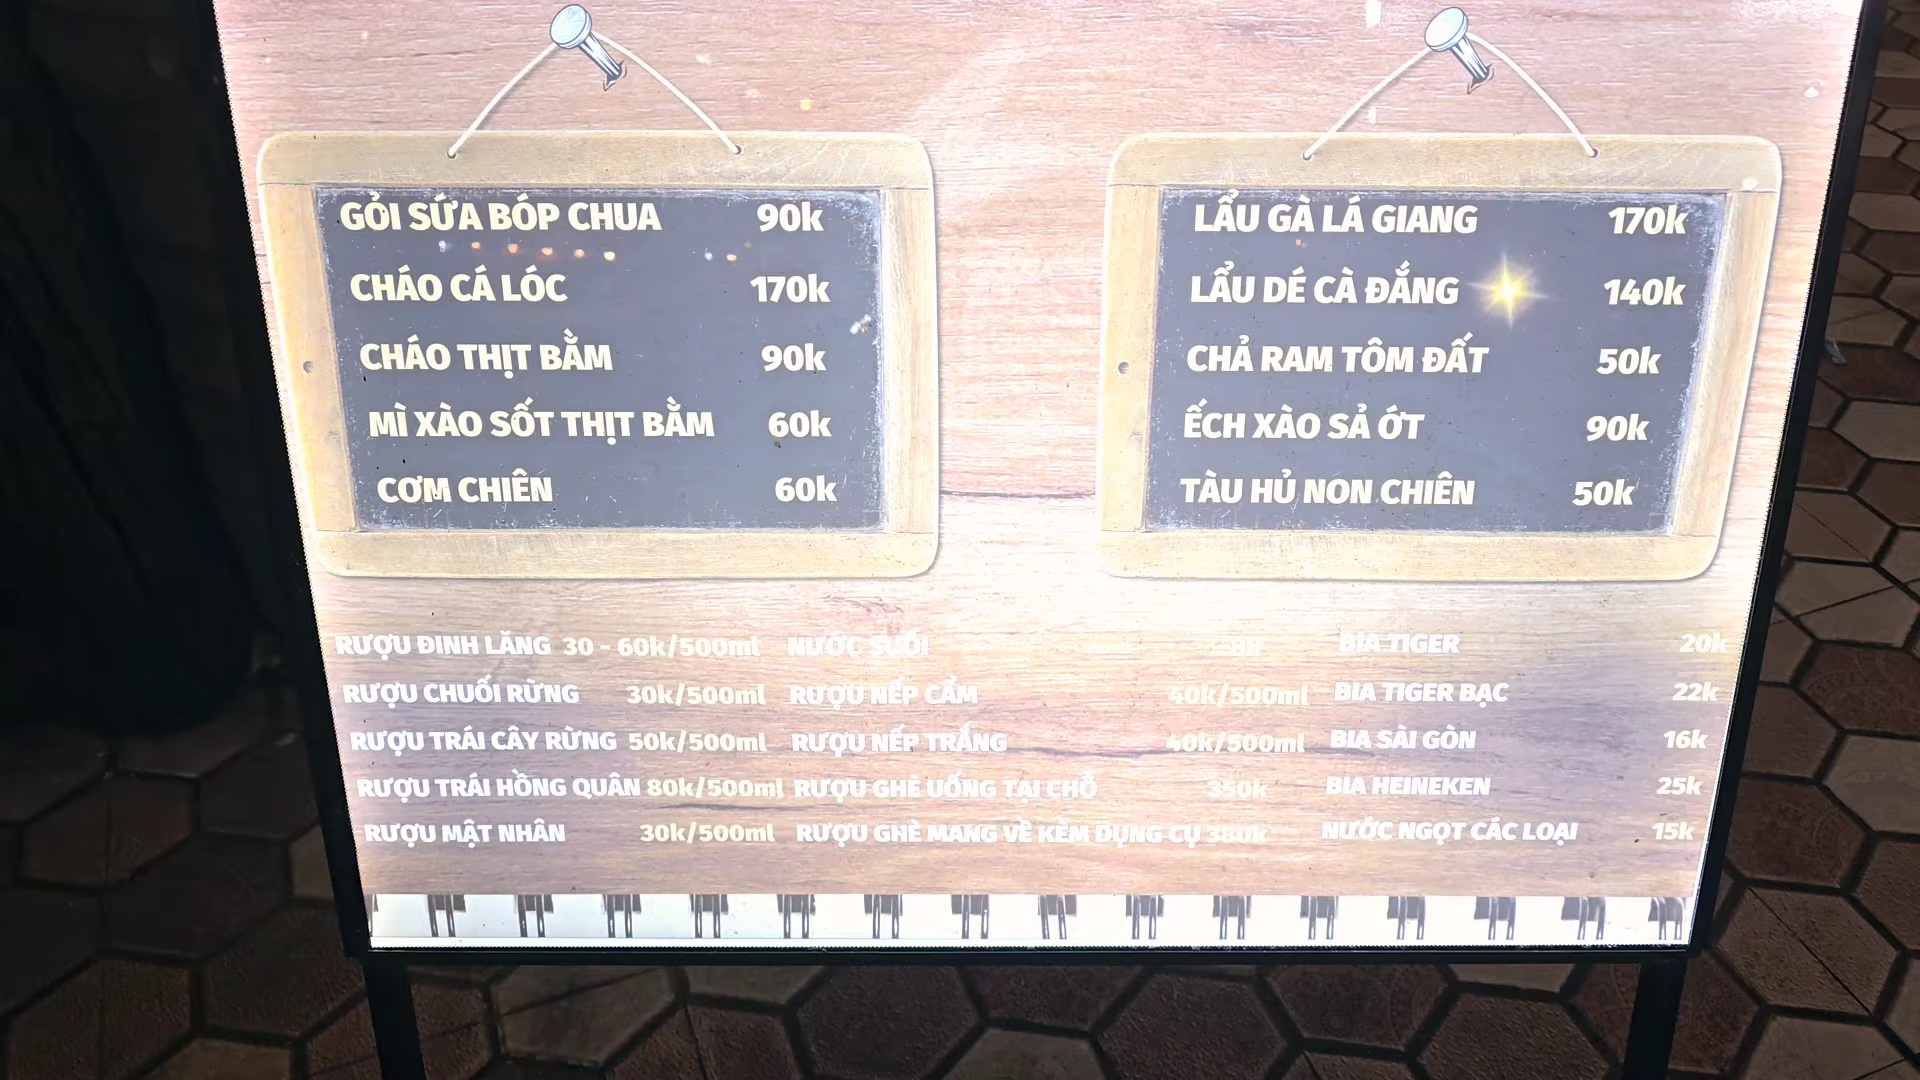 GỎI SỨA BÓP CHUA 90k
CHÁO CÁ LÓC 170k
CHÁO THỊT BẰM 90k
MÌ XÀO SỐT THỊT BẰM 60k
CƠM CHIÊN 60k
LẨU GÀ LÁ GIANG 170k
LẨU DÉ CÀ ĐẮNG 140k
CHẢ RAM TÔM ĐẤT 50k
ẾCH XÀO SẢ ỚT 90k
TÀU HỦ NON CHIÊN 50k
RƯỢU ĐINH LĂNG 30 - 60k/500ml
RƯỢU CHUỐI RỪNG 30k/500ml
RƯỢU TRÁI CÂY RỪNG 50k/500ml
RƯỢU TRÁI HỒNG QUÂN 80k/500ml
RƯỢU MẬT NHÂN 30k/500ml
NƯỚC SUỐI
RƯỢU NẾP CẨM 40k/500ml
RƯỢU NẾP TRẮNG 40k/500ml
RƯỢU GHÈ UỐNG TẠI CHỖ 350k
RƯỢU GHÈ MANG VỀ KÈM DỤNG CỤ 380k
BIA TIGER 20k
BIA TIGER BẠC 22k
BIA SÀI GÒN 16k
BIA HEINEKEN 25k
NƯỚC NGỌT CÁC LOẠI 15k